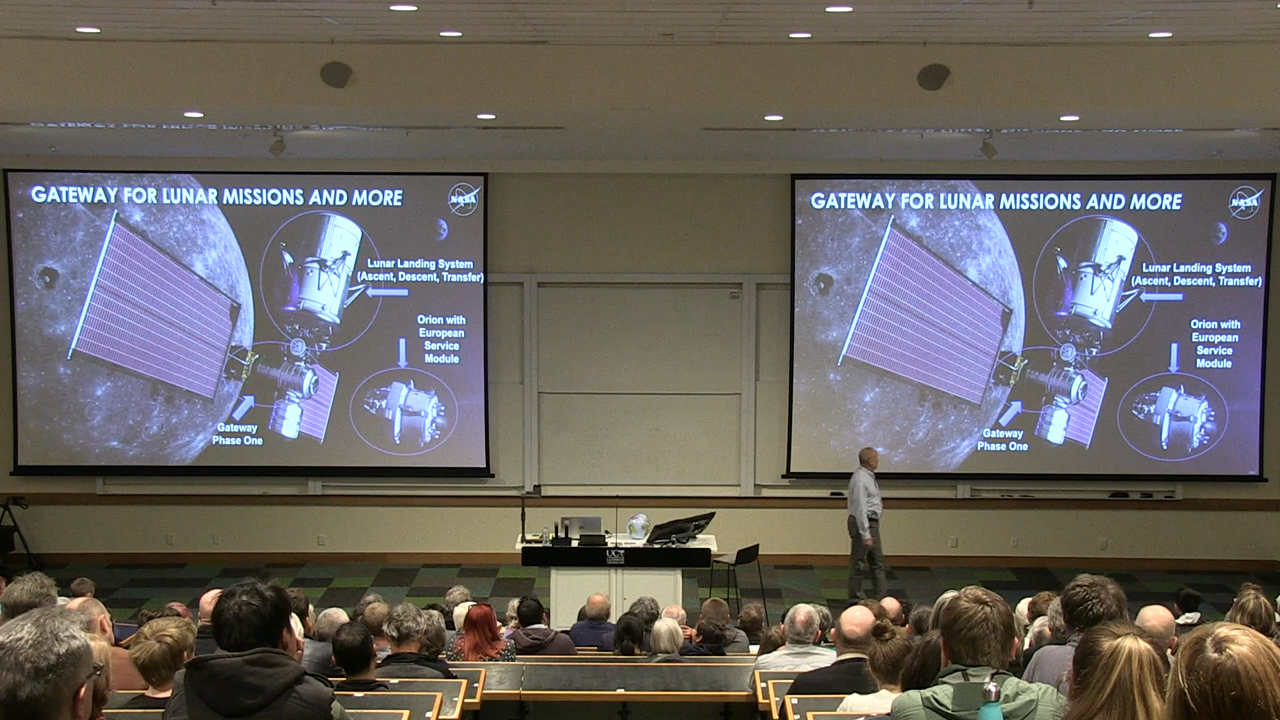 GATEWAY FOR LUNAR MISSIONS AND MORE
NASA
Lunar Landing System
(Ascent, Descent, Transfer)
Orion with
European
Service
Module
Gateway
Phase One
GATEWAY FOR LUNAR MISSIONS AND MORE
NASA
Lunar Landing System
(Ascent, Descent, Transfer)
Orion with
European
Service
Module
Gateway
Phase One
UC